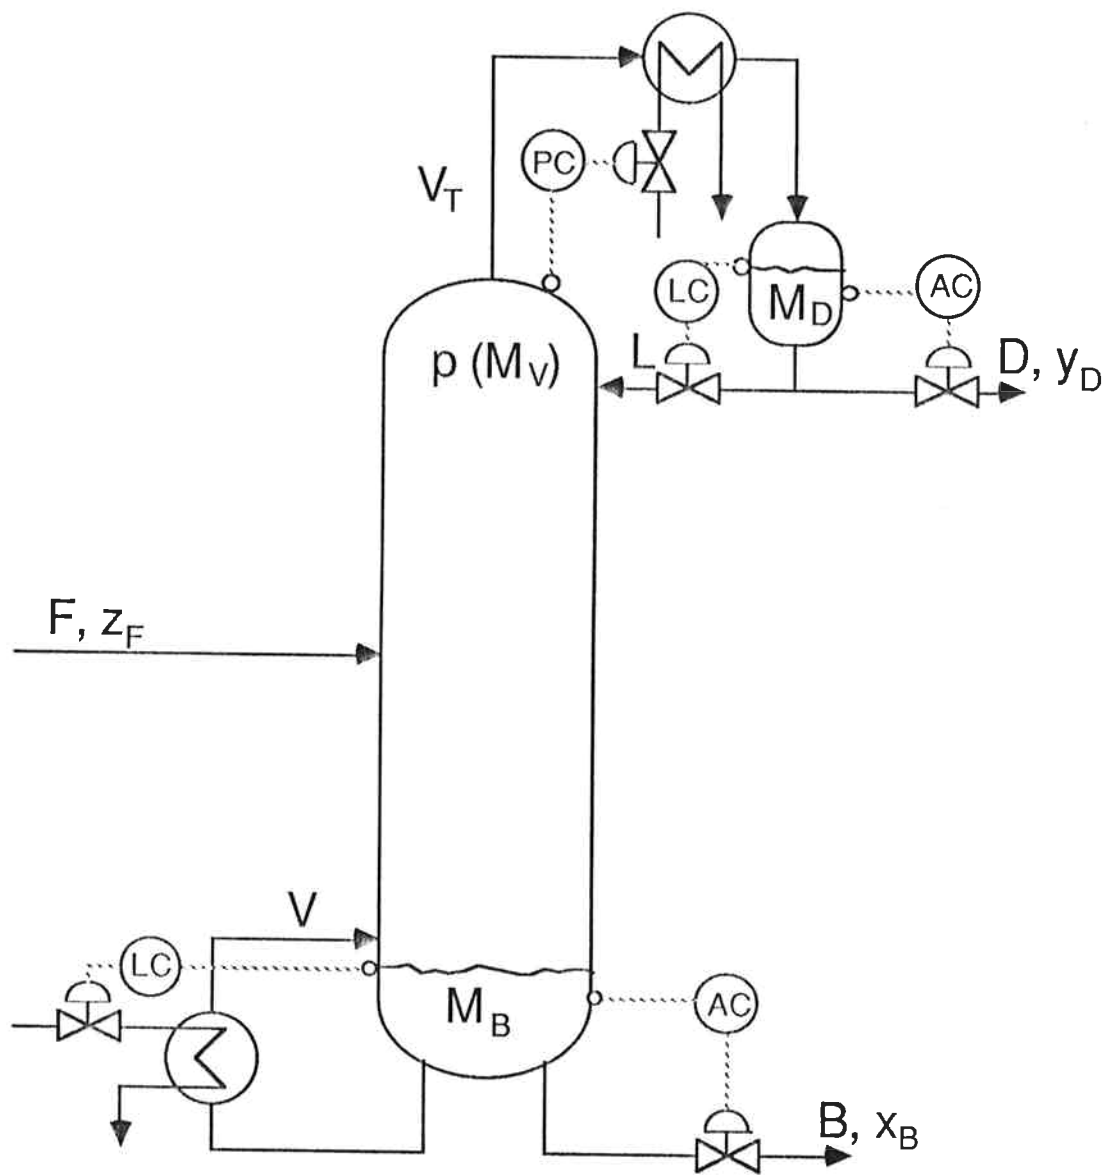 PC
V_T
LC
M_D
AC
L
D, y_D
p (M_V)
F, z_F
V
LC
M_B
AC
B, x_B